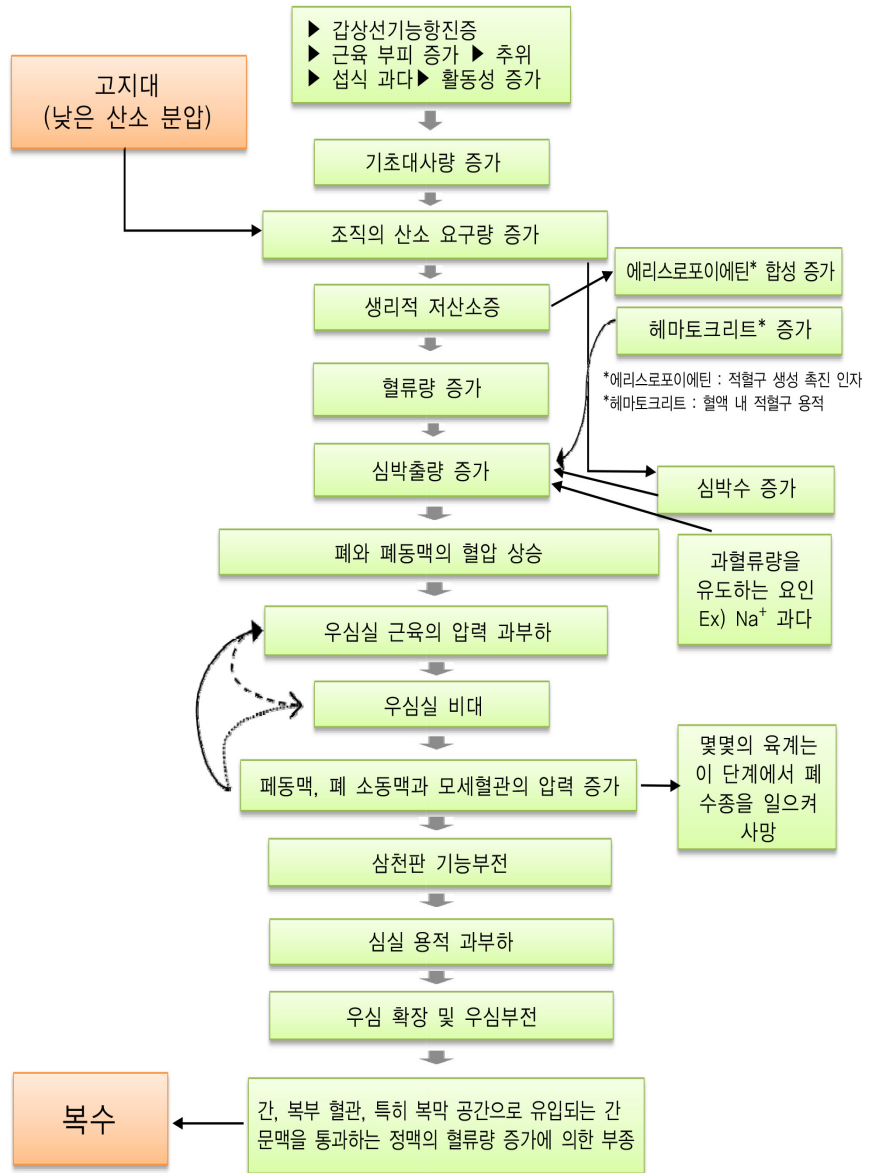 ▶ 갑상선기능항진증
▶ 근육 부피 증가 ▶ 추위
▶ 섭식 과다▶ 활동성 증가
고지대
(낮은 산소 분압)
기초대사량 증가
조직의 산소 요구량 증가
에리스로포이에틴* 합성 증가
생리적 저산소증
헤마토크리트* 증가
*에리스로포이에틴 : 적혈구 생성 촉진 인자
*헤마토크리트 : 혈액 내 적혈구 용적
혈류량 증가
심박출량 증가
심박수 증가
폐와 폐동맥의 혈압 상승
과혈류량을
유도하는 요인
Ex) Na⁺ 과다
우심실 근육의 압력 과부하
우심실 비대
페동맥, 폐 소동맥과 모세혈관의 압력 증가
몇몇의 육계는
이 단계에서 폐
수종을 일으켜
사망
삼천판 기능부전
심실 용적 과부하
우심 확장 및 우심부전
복수
간, 복부 혈관, 특히 복막 공간으로 유입되는 간
문맥을 통과하는 정맥의 혈류량 증가에 의한 부종